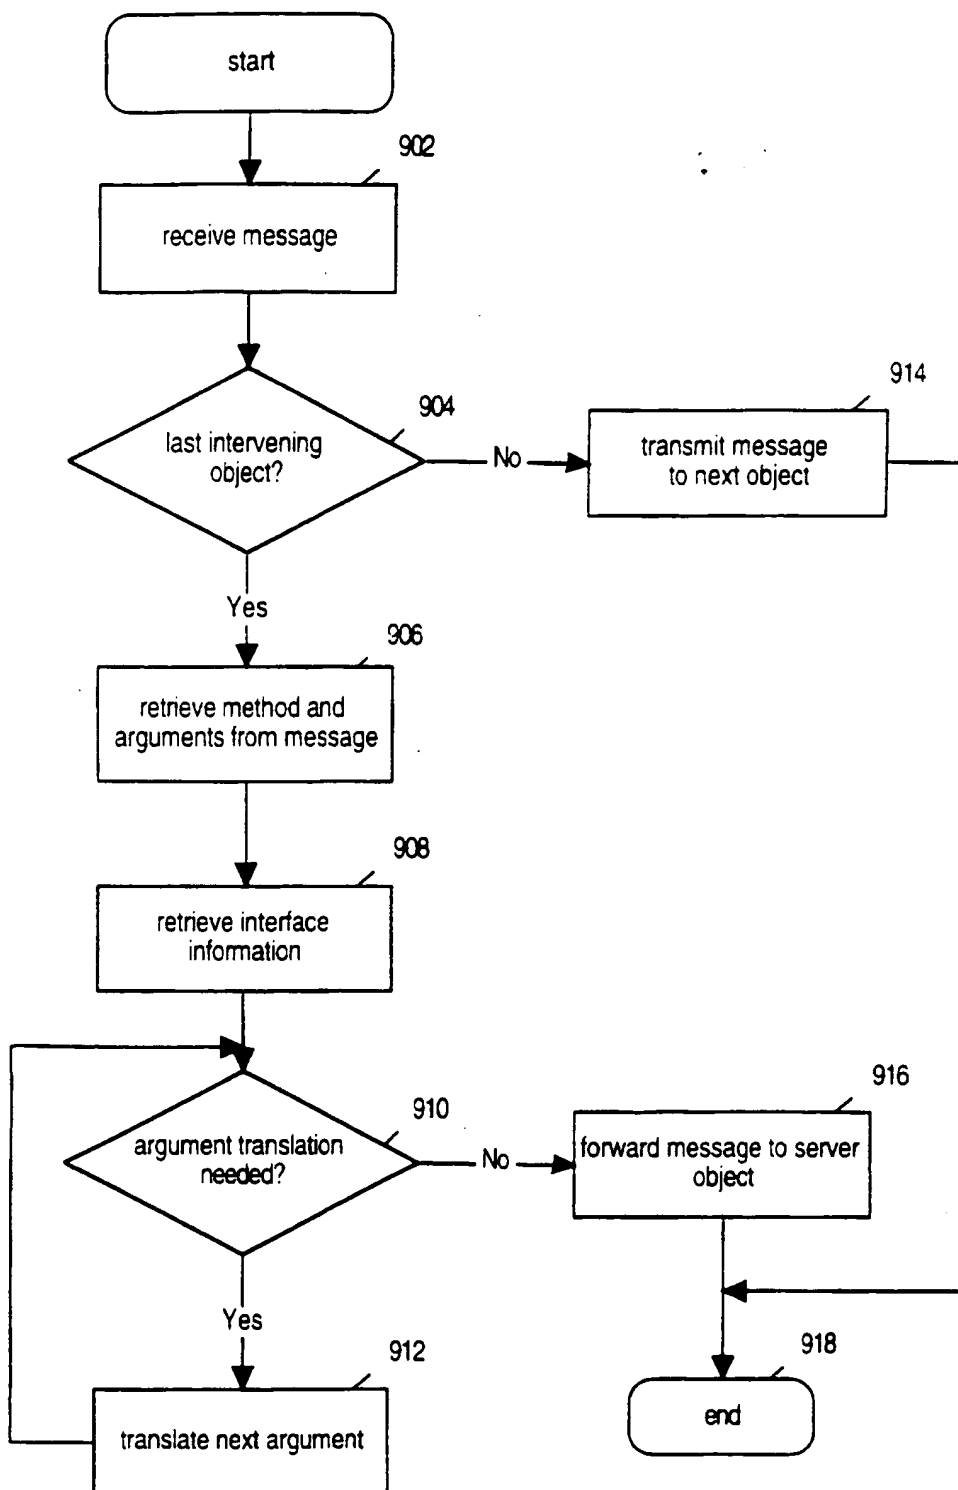 start
902
receive message
904
last intervening
object?
No
914
transmit message
to next object
Yes
906
retrieve method and
arguments from message
908
retrieve interface
information
910
argument translation
needed?
No
916
forward message to server
object
Yes
912
translate next argument
918
end